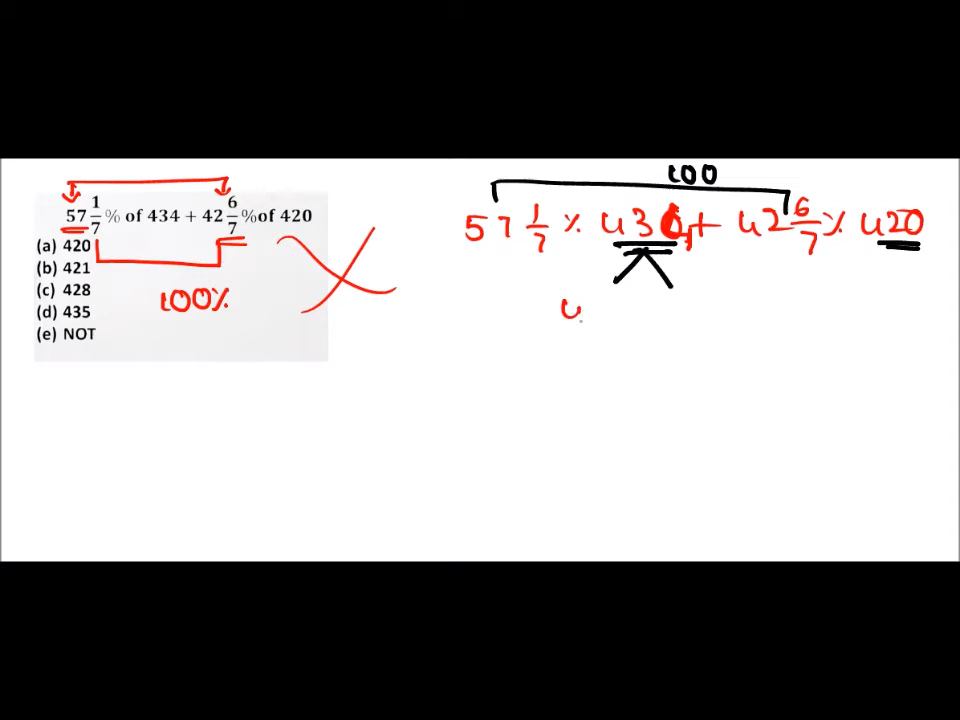 57 1/7 % of 434 + 42 6/7 %of 420
(a) 420
(b) 421
(c) 428
(d) 435
(e) NOT
100%
100
57 1/7 % 434 + 42 6/7 % 420
4